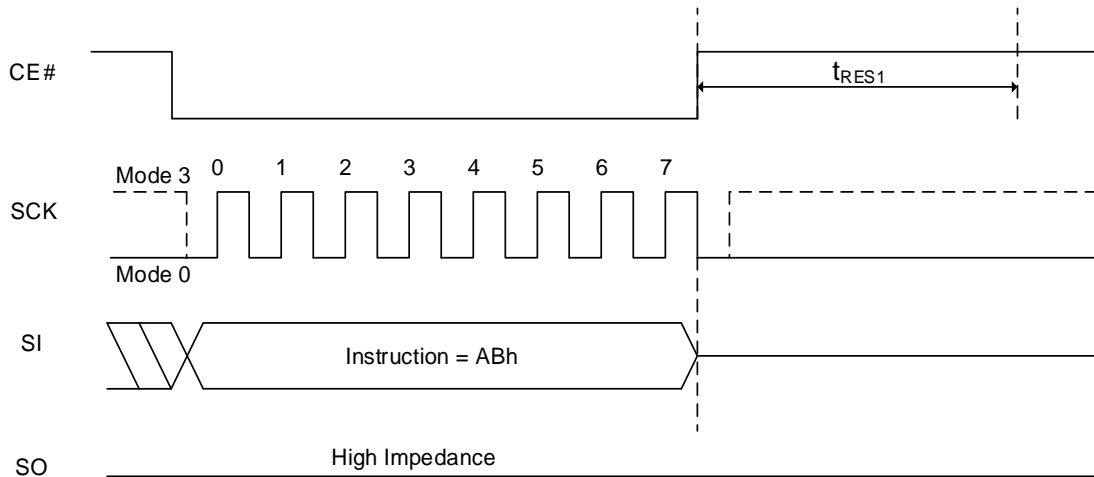 CE#
tRES1
Mode 3 0 1 2 3 4 5 6 7
SCK
Mode 0
SI
Instruction = ABh
High Impedance
SO